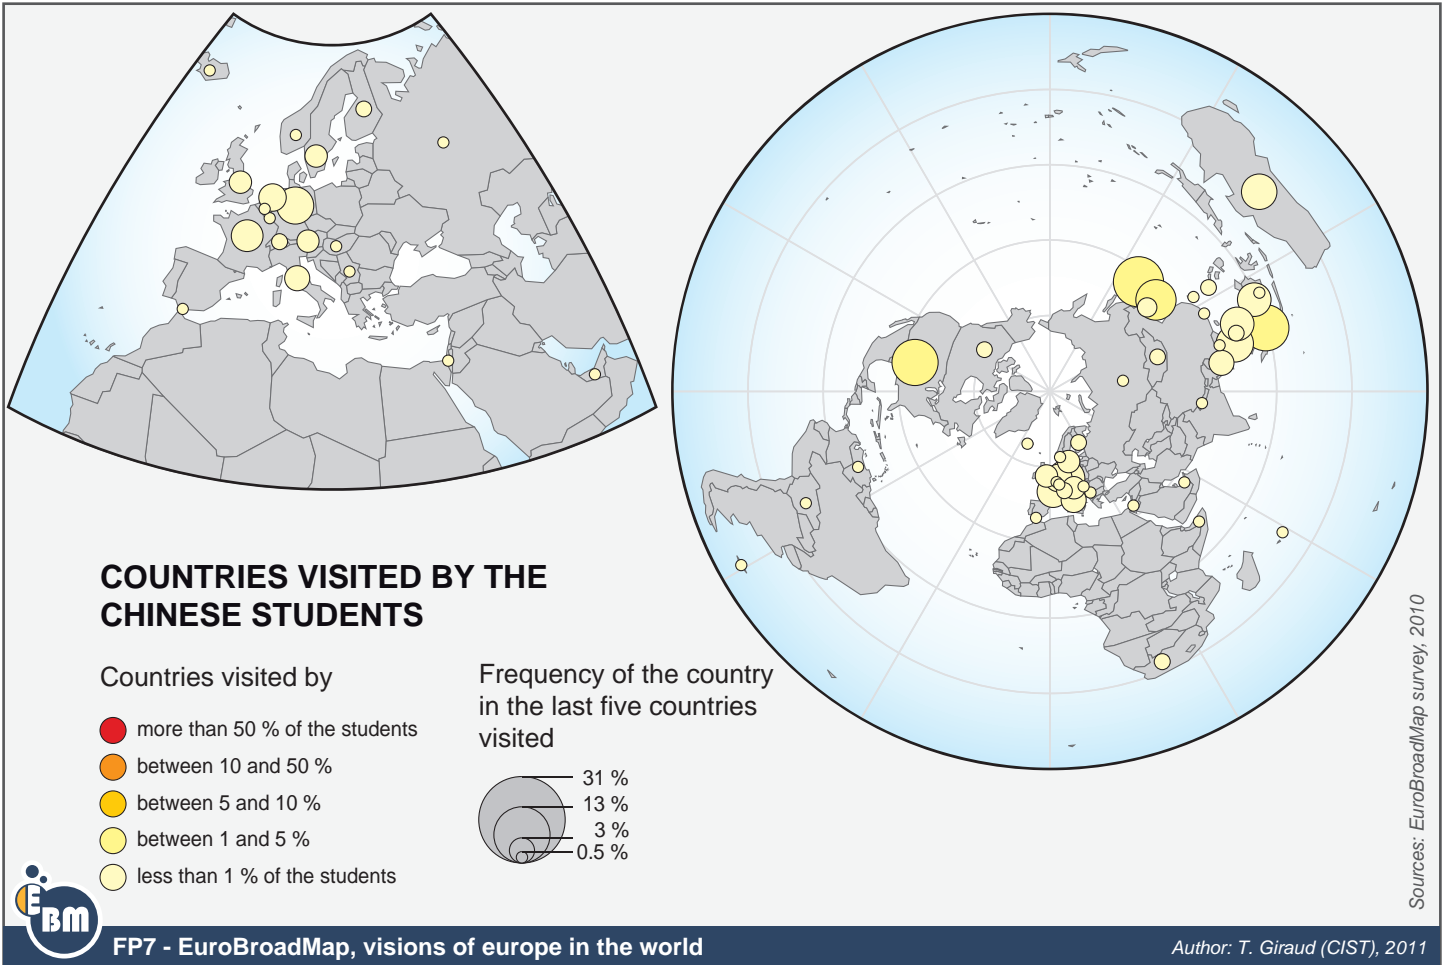 COUNTRIES VISITED BY THE
CHINESE STUDENTS
Countries visited by
more than 50 % of the students
between 10 and 50 %
between 5 and 10 %
between 1 and 5 %
less than 1 % of the students
Frequency of the country
in the last five countries
visited
31 %
13 %
3 %
0.5 %
Sources: EuroBroadMap survey, 2010
EBM
FP7 - EuroBroadMap, visions of europe in the world
Author: T. Giraud (CIST), 2011